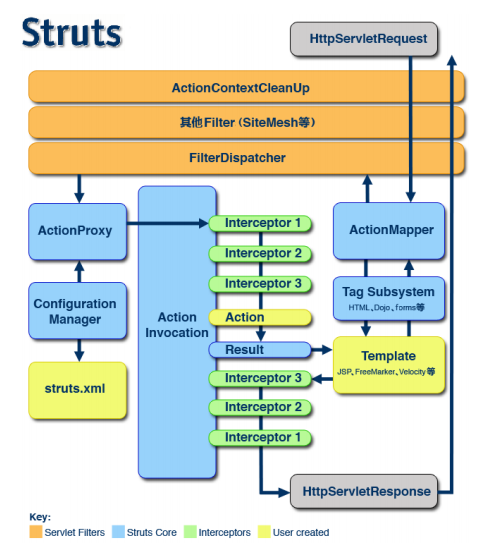 Struts
HttpServletRequest
ActionContextCleanUp
其他Filter (SiteMesh等)
FilterDispatcher
ActionProxy
Configuration
Manager
struts.xml
Action
Invocation
Interceptor 1
Interceptor 2
Interceptor 3
Action
Result
Interceptor 3
Interceptor 2
Interceptor 1
ActionMapper
Tag Subsystem
HTML、Dojo、forms等
Template
JSP、FreeMarker、Velocity等
HttpServletResponse
Key:
Servlet Filters
Struts Core
Interceptors
User created